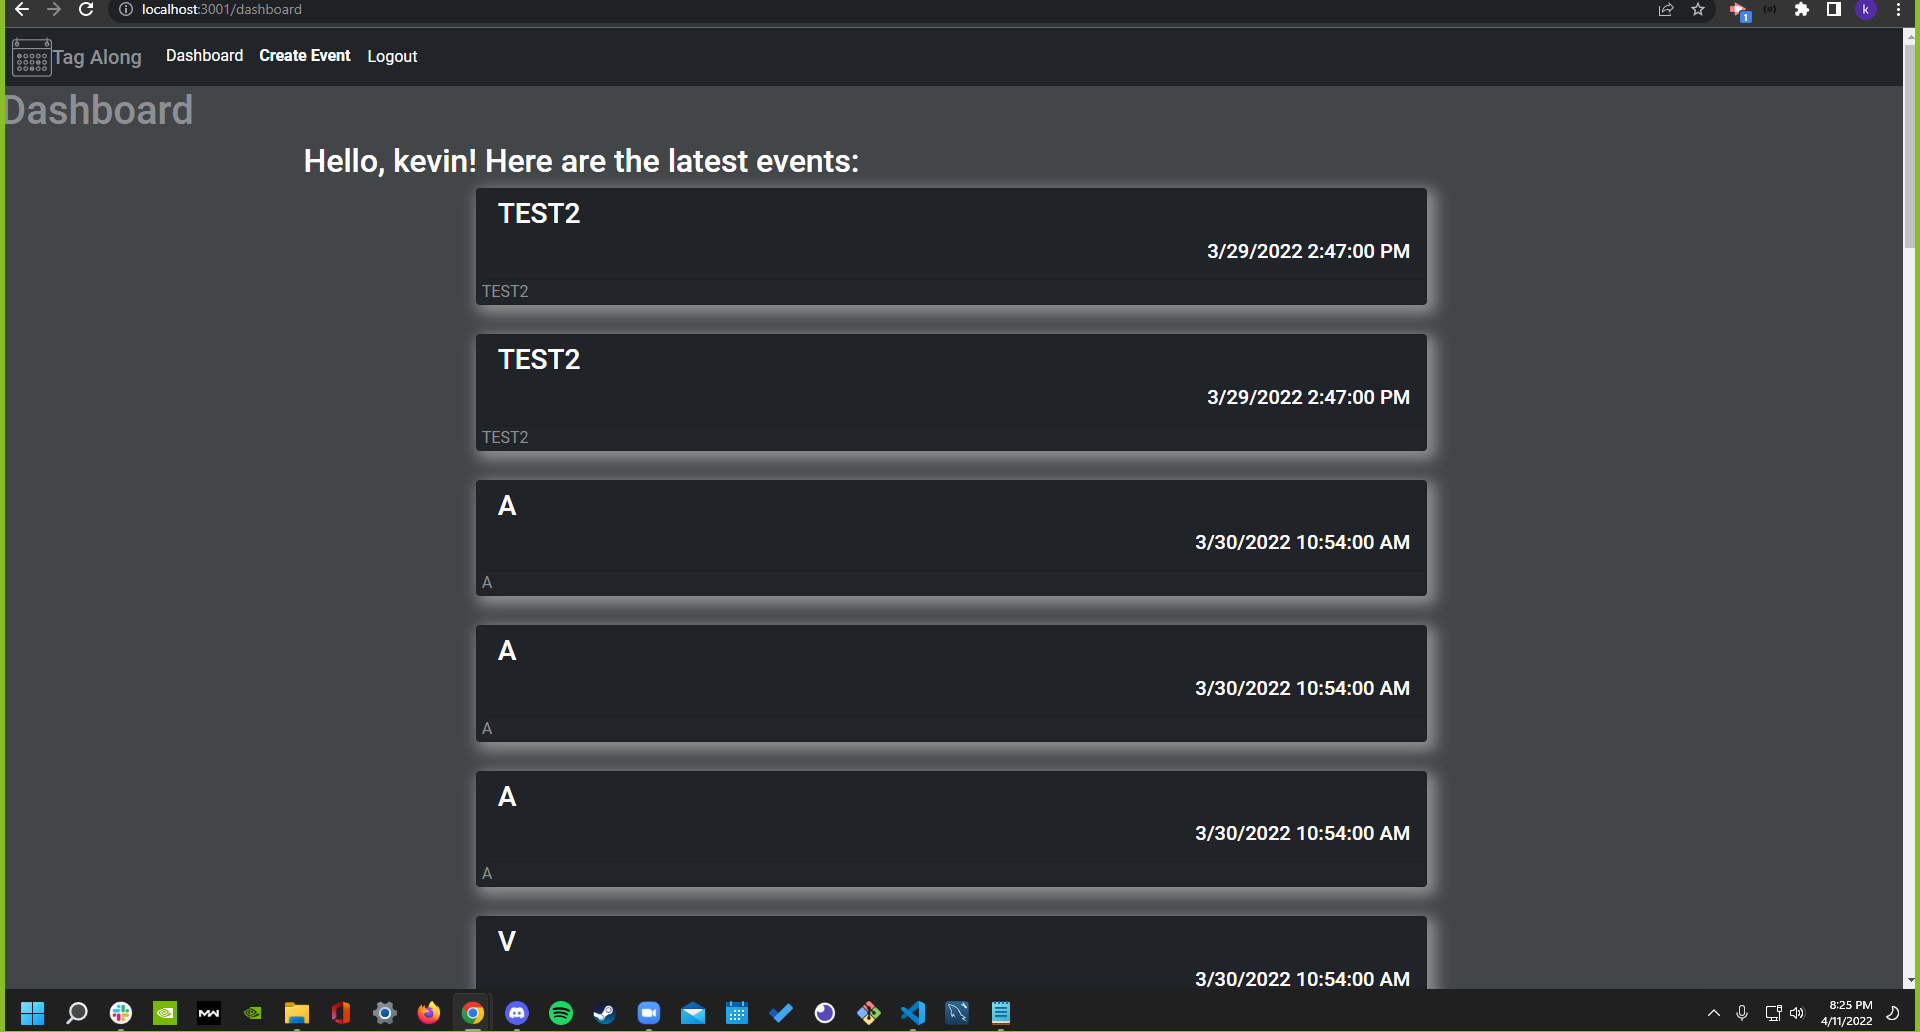 localhost:3001/dashboard
1
k
Tag Along
Dashboard
Create Event
Logout
Dashboard
Hello, kevin! Here are the latest events:
TEST2
3/29/2022 2:47:00 PM
TEST2
TEST2
3/29/2022 2:47:00 PM
TEST2
A
3/30/2022 10:54:00 AM
A
A
3/30/2022 10:54:00 AM
A
A
3/30/2022 10:54:00 AM
A
V
3/30/2022 10:54:00 AM
8:25 PM
4/11/2022